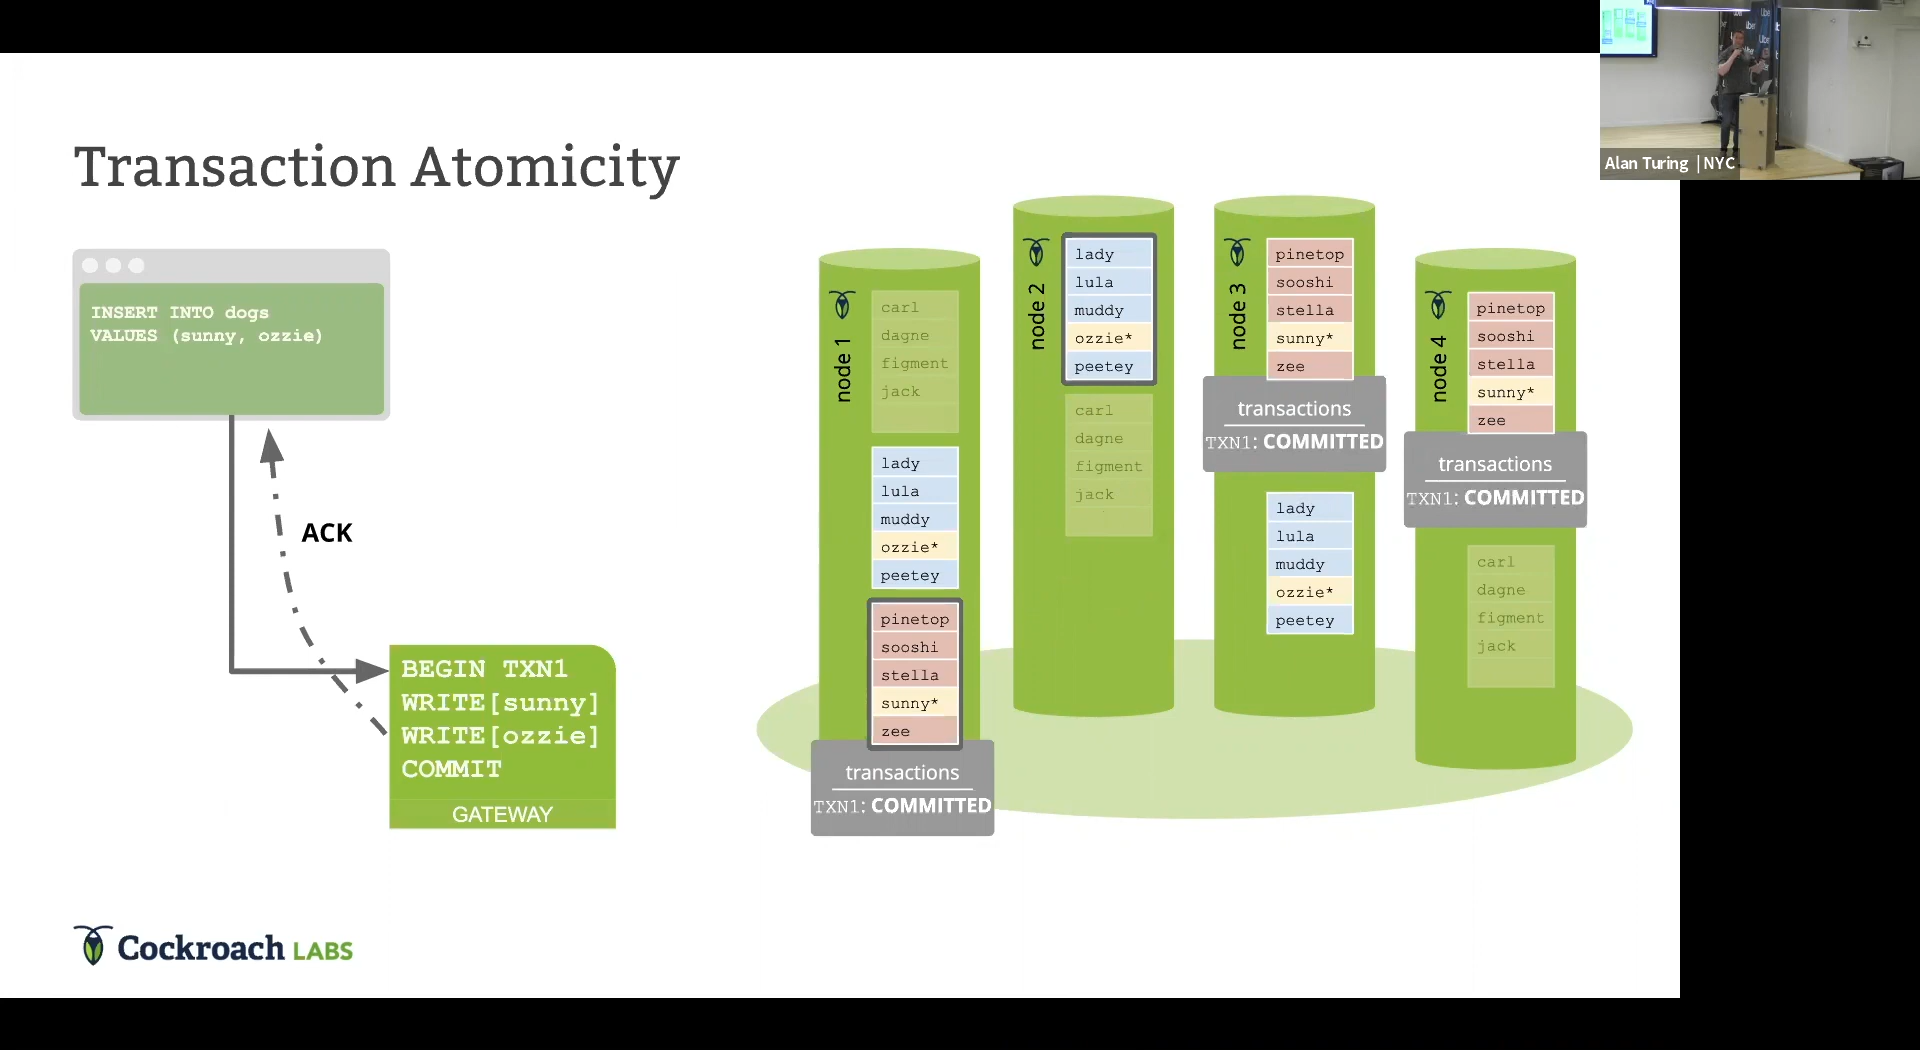 Transaction Atomicity
INSERT INTO dogs
VALUES (sunny, ozzie)
ACK
BEGIN TXN1
WRITE[sunny]
WRITE[ozzie]
COMMIT
GATEWAY
node 1
carl
dagne
figment
jack
lady
lula
muddy
ozzie*
peetey
pinetop
sooshi
stella
sunny*
zee
transactions
TXN1: COMMITTED
node 2
lady
lula
muddy
ozzie*
peetey
carl
dagne
figment
jack
node 3
pinetop
sooshi
stella
sunny*
zee
transactions
TXN1: COMMITTED
lady
lula
muddy
ozzie*
peetey
node 4
pinetop
sooshi
stella
sunny*
zee
transactions
TXN1: COMMITTED
carl
dagne
figment
jack
Cockroach LABS
Alan Turing | NYC